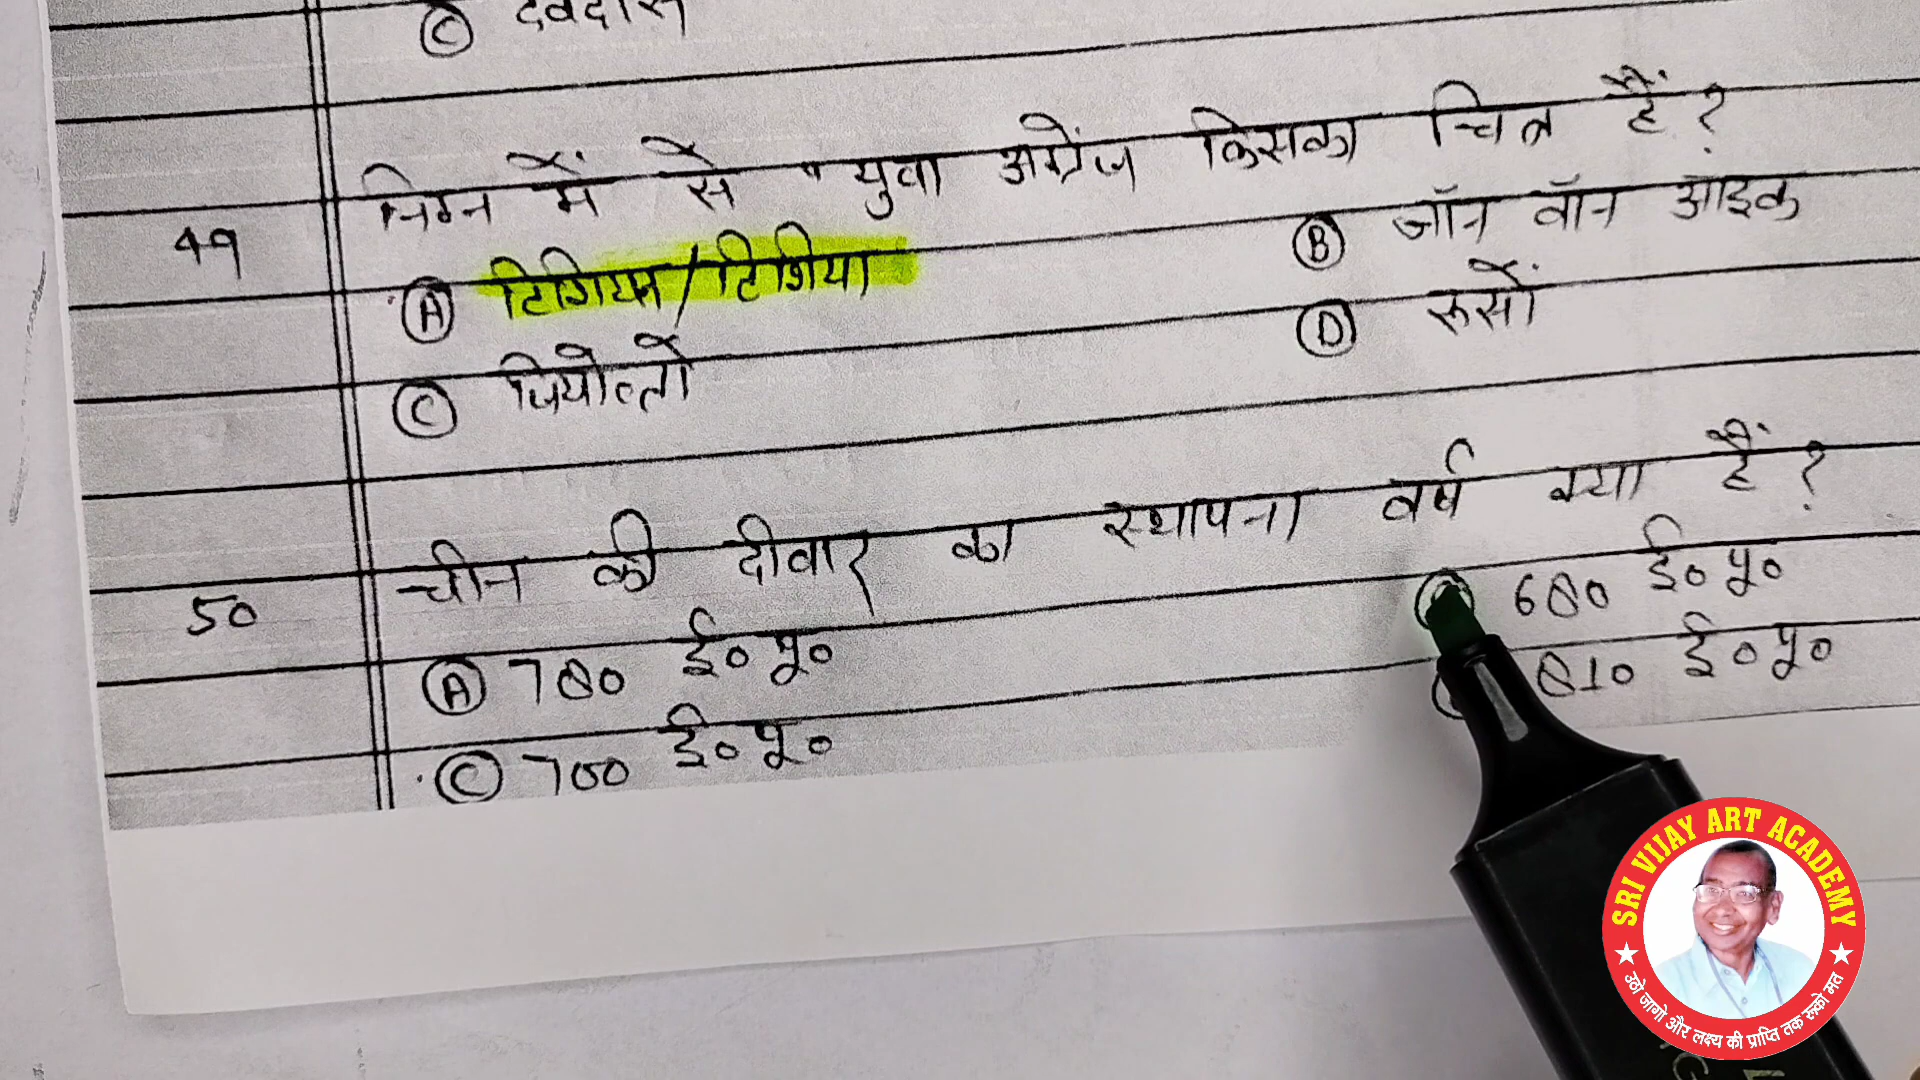 C देवदास
49 निम्न में से " युवा अंग्रेज किसका चित्र हैं ?
A टिशियन / टिशिया B जॉन वॉन आइक
C जियोत्तो D रूसों
50 चीन की दीवार का स्थापना वर्ष क्या हैं ?
A 780 ई० पू० 680 ई० पू०
C 700 ई० पू० 810 ई० पू०
SRI VIJAY ART ACADEMY
उठो जागो और लक्ष्य की प्राप्ति तक रूको मत